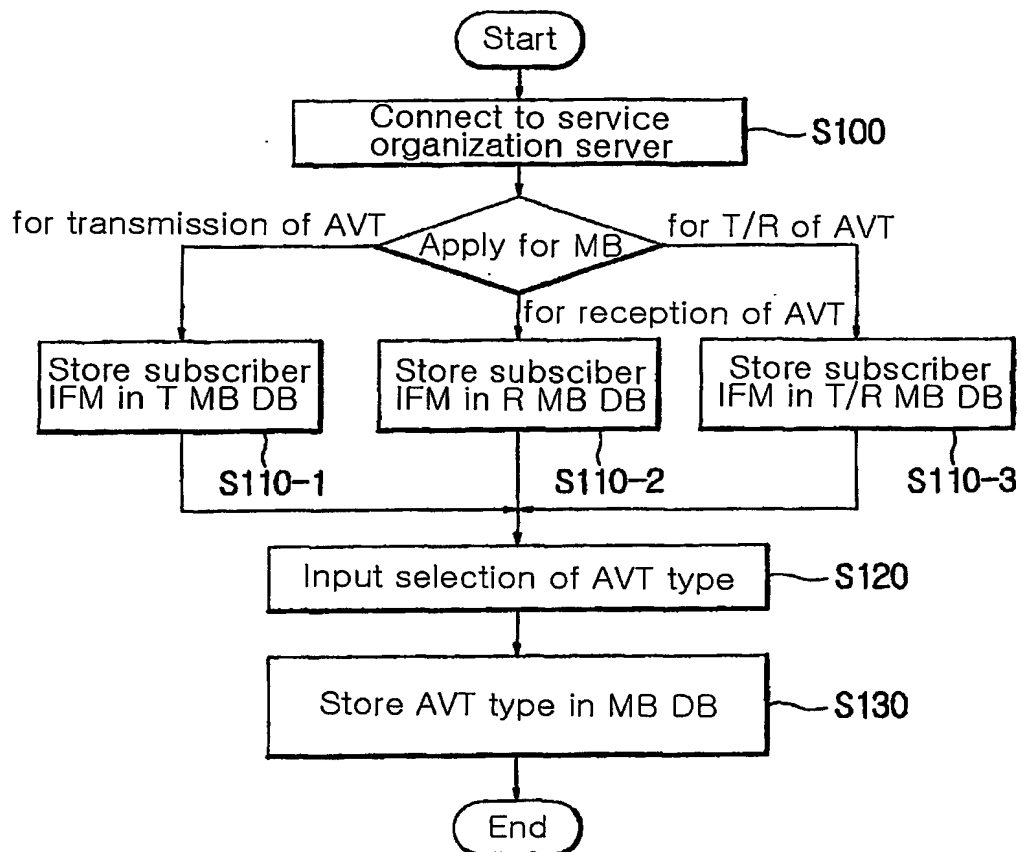 Start
Connect to service
organization server
S100
for transmission of AVT
Apply for MB
for T/R of AVT
for reception of AVT
Store subscriber
IFM in T MB DB
Store subsciber
IFM in R MB DB
Store subsciber
IFM in T/R MB DB
S110-1
S110-2
S110-3
Input selection of AVT type
S120
Store AVT type in MB DB
S130
End